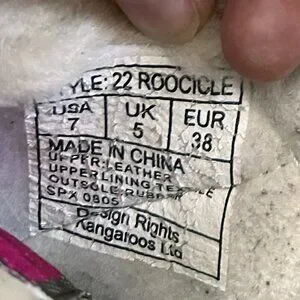 STYLE: 22 ROOCICLE
USA UK EUR
7 5 38
MADE IN CHINA
UPPER:LEATHER
UPPERLINING TEXTILE
OUTSOLE:RUBBER
SPX 0805
Design Rights
Kangaroos Ltd